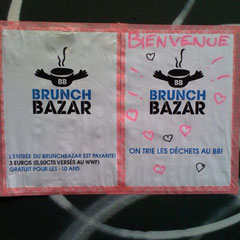 BB
BRUNCH
BAZAR
L'ENTRÉE DU BRUNCHBAZAR EST PAYANTE!
3 EUROS (0,50CTS VERSÉS AU WWF)
GRATUIT POUR LES -10 ANS
BIENVENUE
BB
BRUNCH
BAZAR
ON TRIE LES DÉCHETS AU BB!